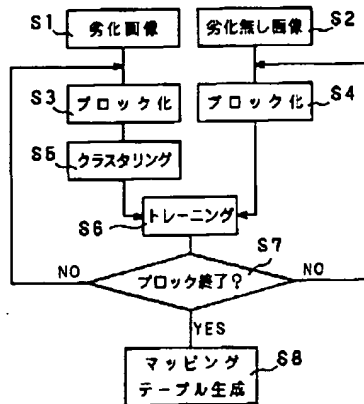 S1
劣化画像
劣化無し画像
S2
S3
ブロック化
ブロック化
S4
S5
クラスタリング
S6
トレーニング
S7
NO
ブロック終了?
NO
YES
マッピング
テーブル生成
S8